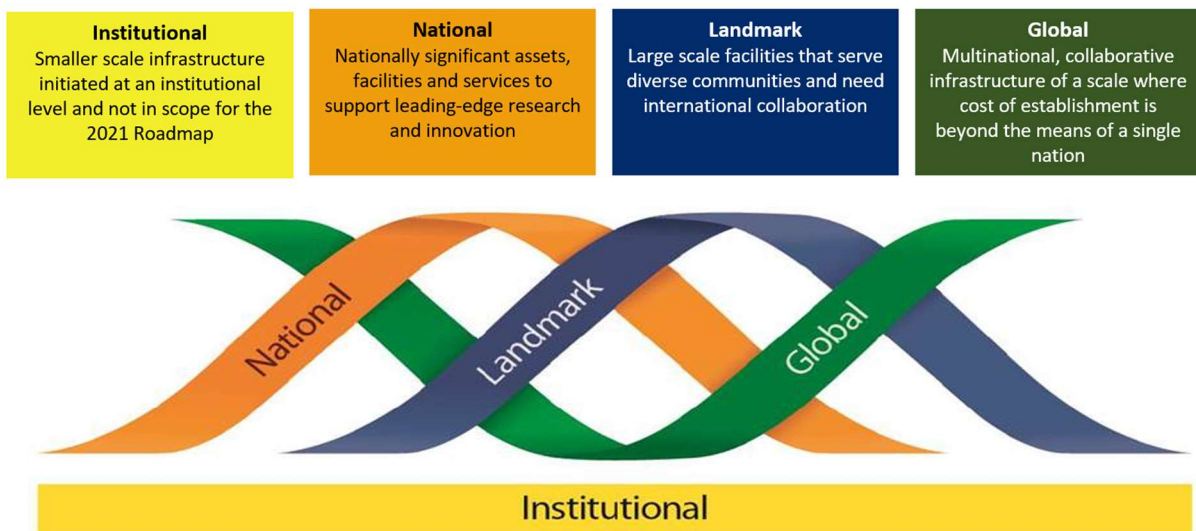 Institutional
Smaller scale infrastructure
initiated at an institutional
level and not in scope for the
2021 Roadmap
National
Nationally significant assets,
facilities and services to
support leading-edge research
and innovation
Landmark
Large scale facilities that serve
diverse communities and need
international collaboration
Global
Multinational, collaborative
infrastructure of a scale where
cost of establishment is
beyond the means of a single
nation
National
Landmark
Global
Institutional